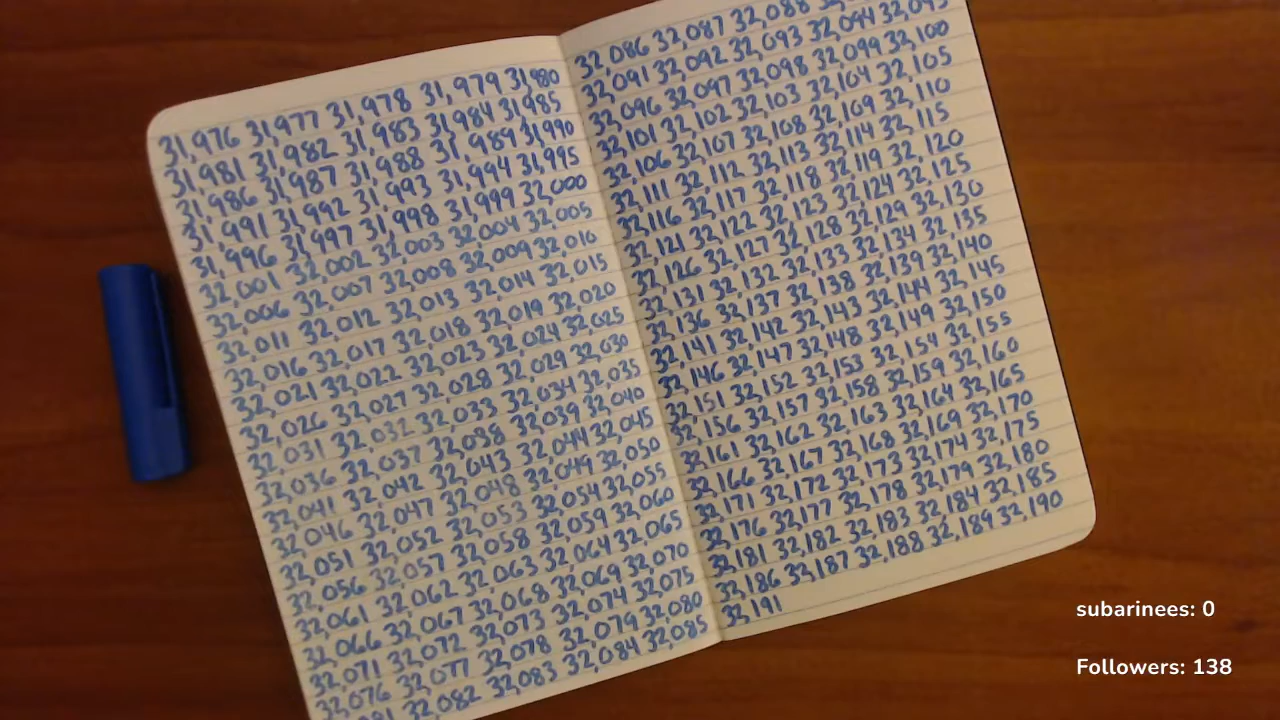 31,976 31,977 31,978 31,979 31,980
31,981 31,982 31,983 31,984 31,985
31,986 31,987 31,988 31,989 31,990
31,991 31,992 31,993 31,994 31,995
31,996 31,997 31,998 31,999 32,000
32,001 32,002 32,003 32,004 32,005
32,006 32,007 32,008 32,009 32,010
32,011 32,012 32,013 32,014 32,015
32,016 32,017 32,018 32,019 32,020
32,021 32,022 32,023 32,024 32,025
32,026 32,027 32,028 32,029 32,030
32,031 32,032 32,033 32,034 32,035
32,036 32,037 32,038 32,039 32,040
32,041 32,042 32,043 32,044 32,045
32,046 32,047 32,048 32,049 32,050
32,051 32,052 32,053 32,054 32,055
32,056 32,057 32,058 32,059 32,060
32,061 32,062 32,063 32,064 32,065
32,066 32,067 32,068 32,069 32,070
32,071 32,072 32,073 32,074 32,075
32,076 32,077 32,078 32,079 32,080
32,082 32,083 32,084 32,085
32,086 32,087 32,088
32,091 32,092 32,093 32,094 32,095
32,096 32,097 32,098 32,099 32,100
32,101 32,102 32,103 32,104 32,105
32,106 32,107 32,108 32,109 32,110
32,111 32,112 32,113 32,114 32,115
32,116 32,117 32,118 32,119 32,120
32,121 32,122 32,123 32,124 32,125
32,126 32,127 32,128 32,129 32,130
32,131 32,132 32,133 32,134 32,135
32,136 32,137 32,138 32,139 32,140
32,141 32,142 32,143 32,144 32,145
32,146 32,147 32,148 32,149 32,150
32,151 32,152 32,153 32,154 32,155
32,156 32,157 32,158 32,159 32,160
32,161 32,162 32,163 32,164 32,165
32,166 32,167 32,168 32,169 32,170
32,171 32,172 32,173 32,174 32,175
32,176 32,177 32,178 32,179 32,180
32,181 32,182 32,183 32,184 32,185
32,186 32,187 32,188 32,189 32,190
32,191
subarinees: 0
Followers: 138